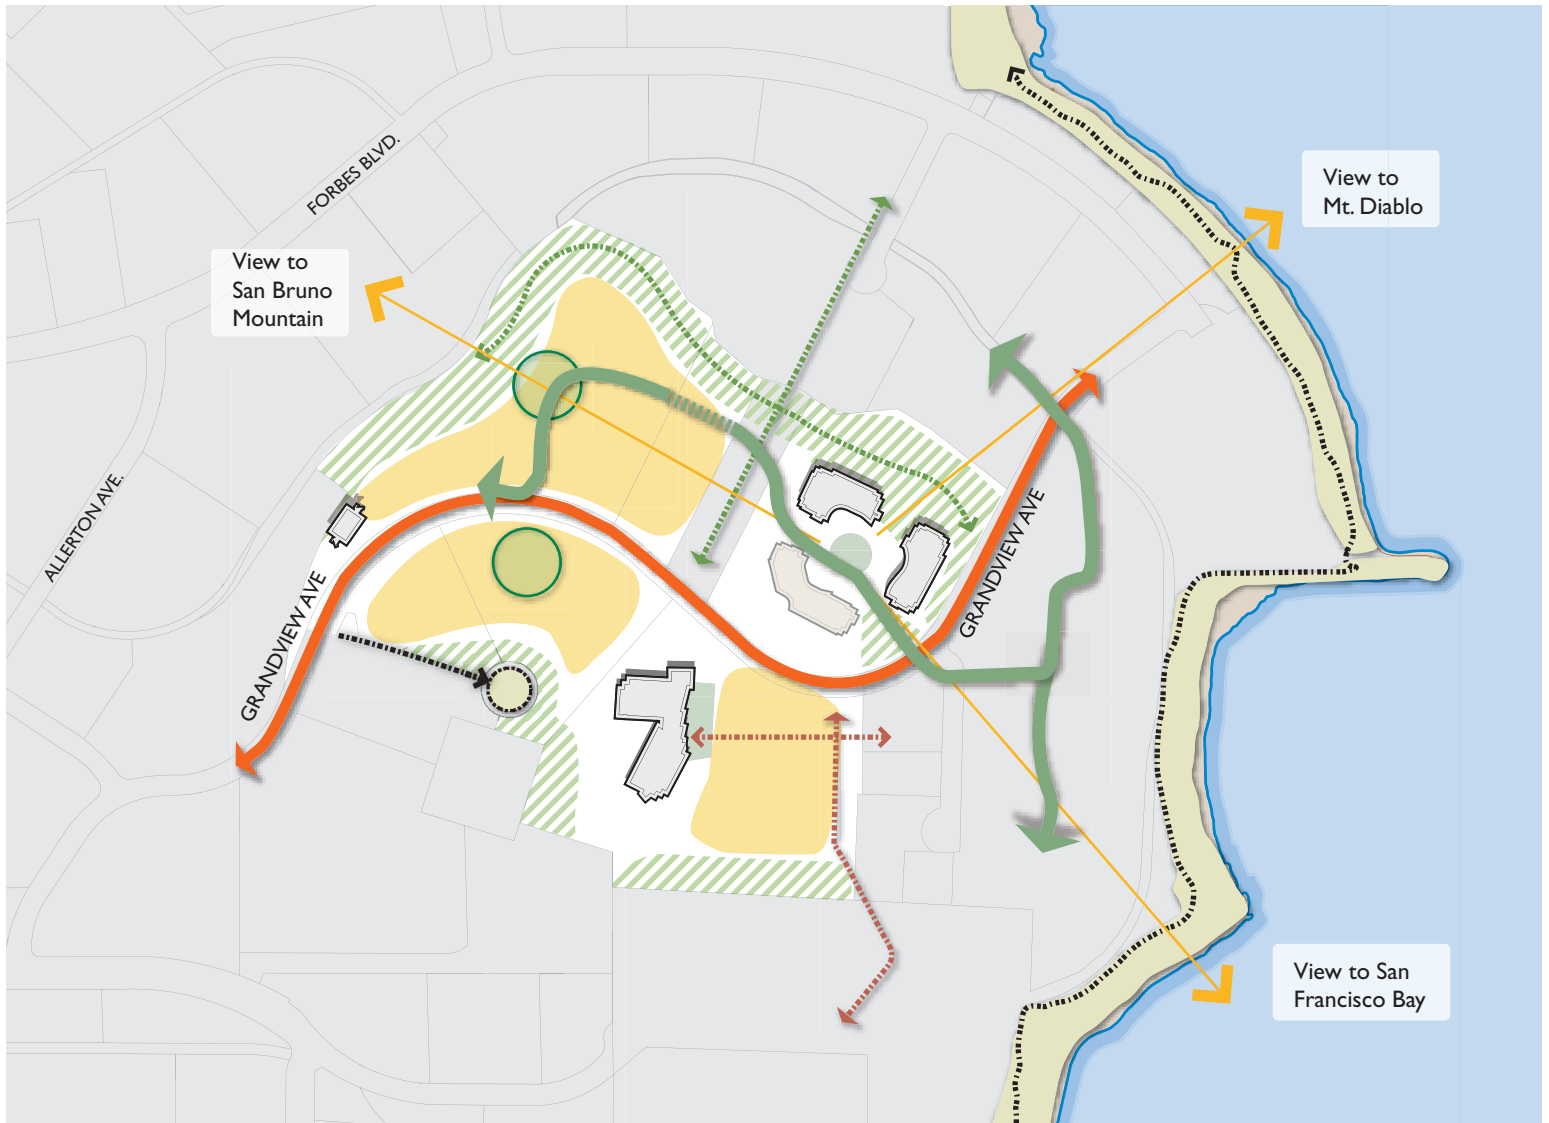 FORBES BLVD.
View to
Mt. Diablo
View to
San Bruno
Mountain
ALLERTON AVE.
GRANDVIEW AVE
GRANDVIEW AVE
View to San
Francisco Bay